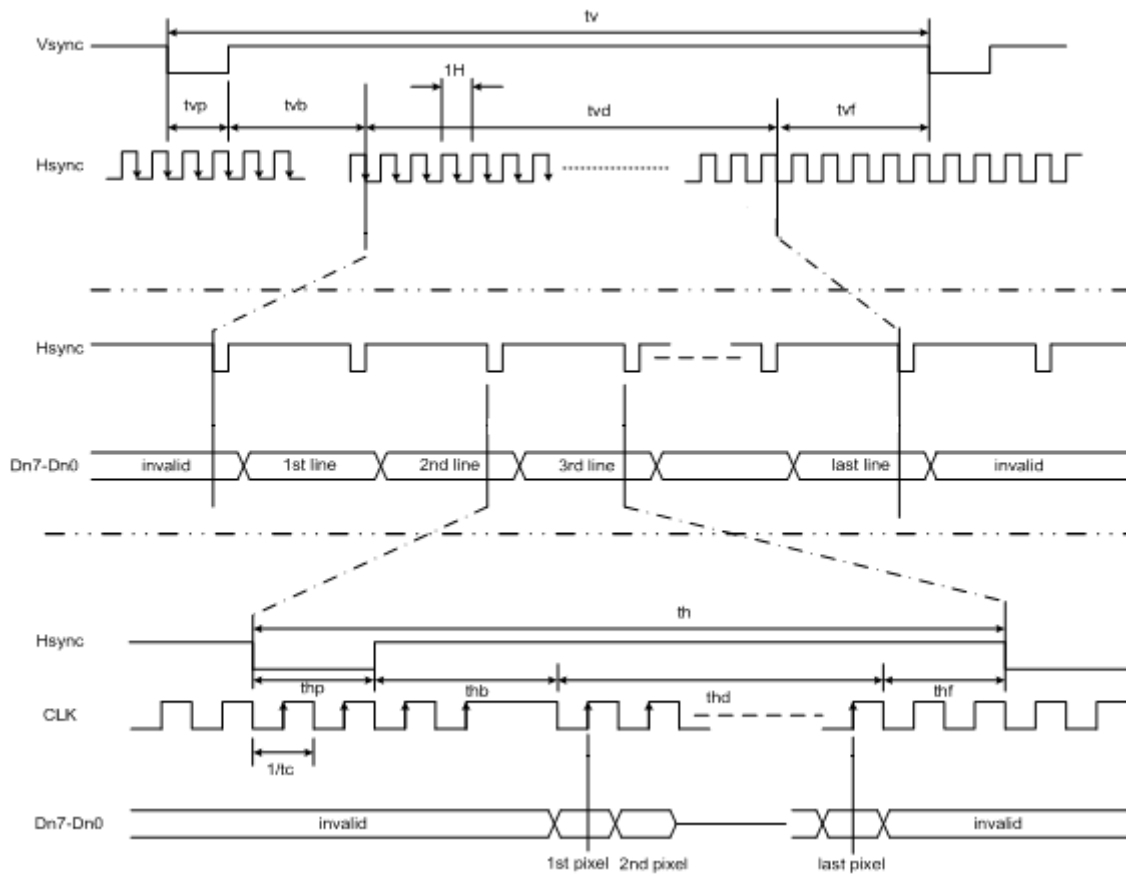 tv
Vsync
1H
tvp tvb tvd tvf
Hsync
Hsync
Dn7-Dn0 invalid 1st line 2nd line 3rd line last line invalid
th
Hsync
thp thb thd thf
CLK
1/tc
Dn7-Dn0 invalid invalid
1st pixel 2nd pixel last pixel